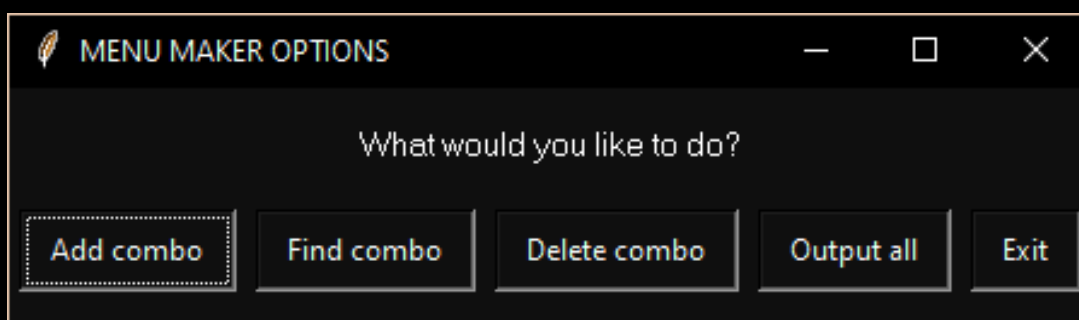 MENU MAKER OPTIONS
What would you like to do?
Add combo Find combo Delete combo Output all Exit